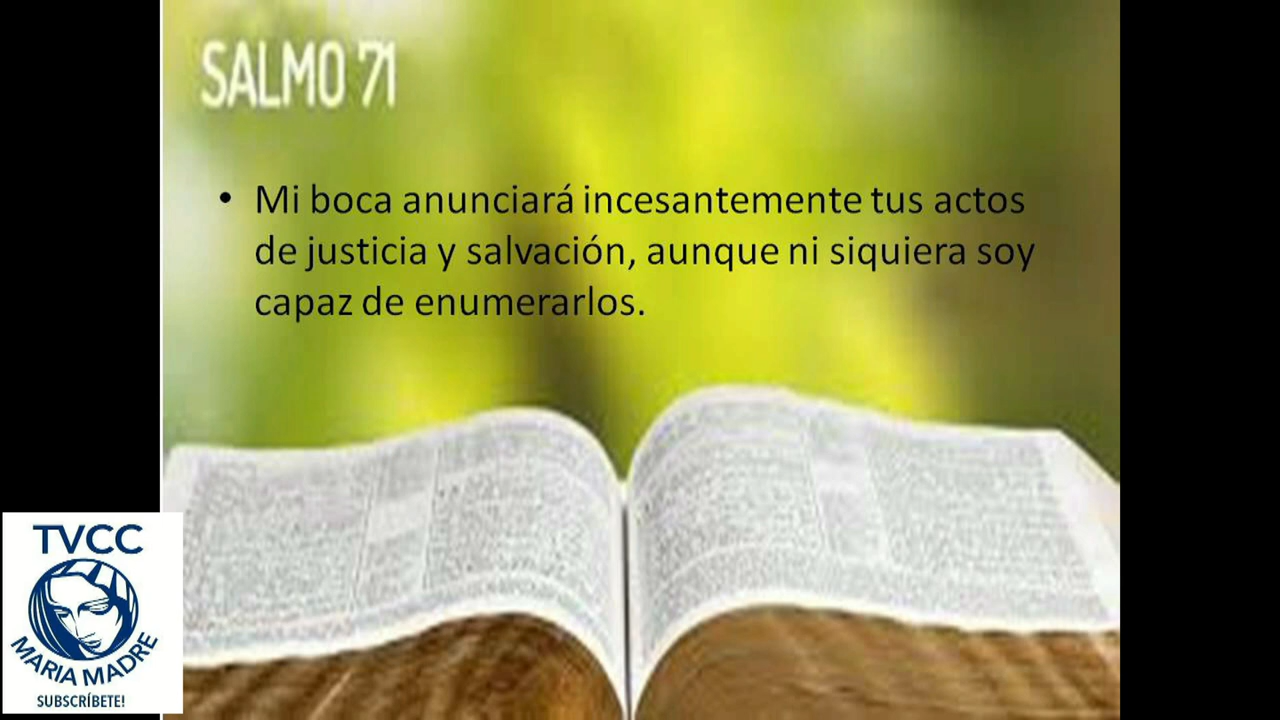 SALMO 71
• Mi boca anunciará incesantemente tus actos
de justicia y salvación, aunque ni siquiera soy
capaz de enumerarlos.
TVCC
MARIA MADRE
SUBSCRÍBETE!